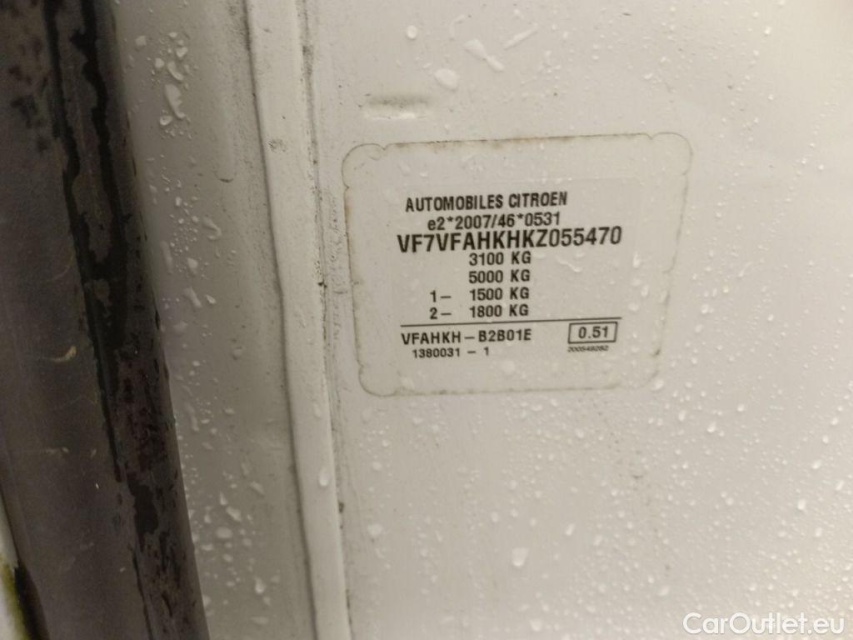 AUTOMOBILES CITROEN
e2*2007/46*0531
VF7VFAHKHKZ055470
3100 KG
5000 KG
1– 1500 KG
2– 1800 KG
VFAHKH – B2B01E 0.51
1380031 – 1
CarOutlet.eu